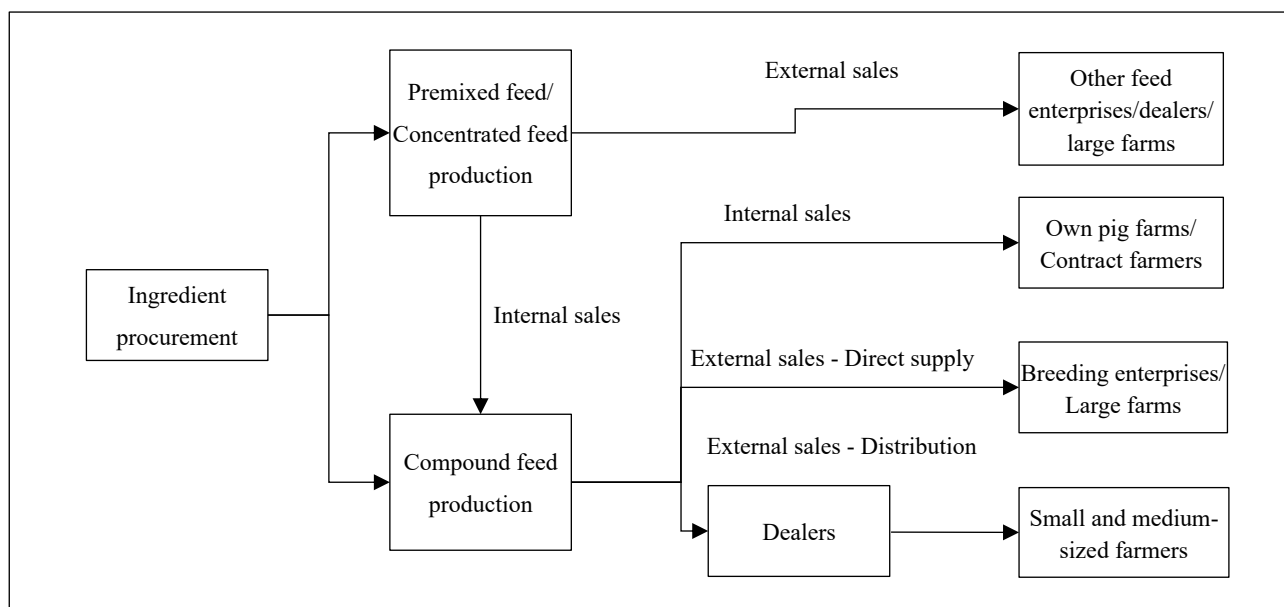 External sales
Premixed feed/
Concentrated feed
production
Other feed
enterprises/dealers/
large farms
Internal sales
Own pig farms/
Contract farmers
Ingredient
procurement
Internal sales
External sales - Direct supply
Breeding enterprises/
Large farms
External sales - Distribution
Compound feed
production
Dealers
Small and medium-
sized farmers